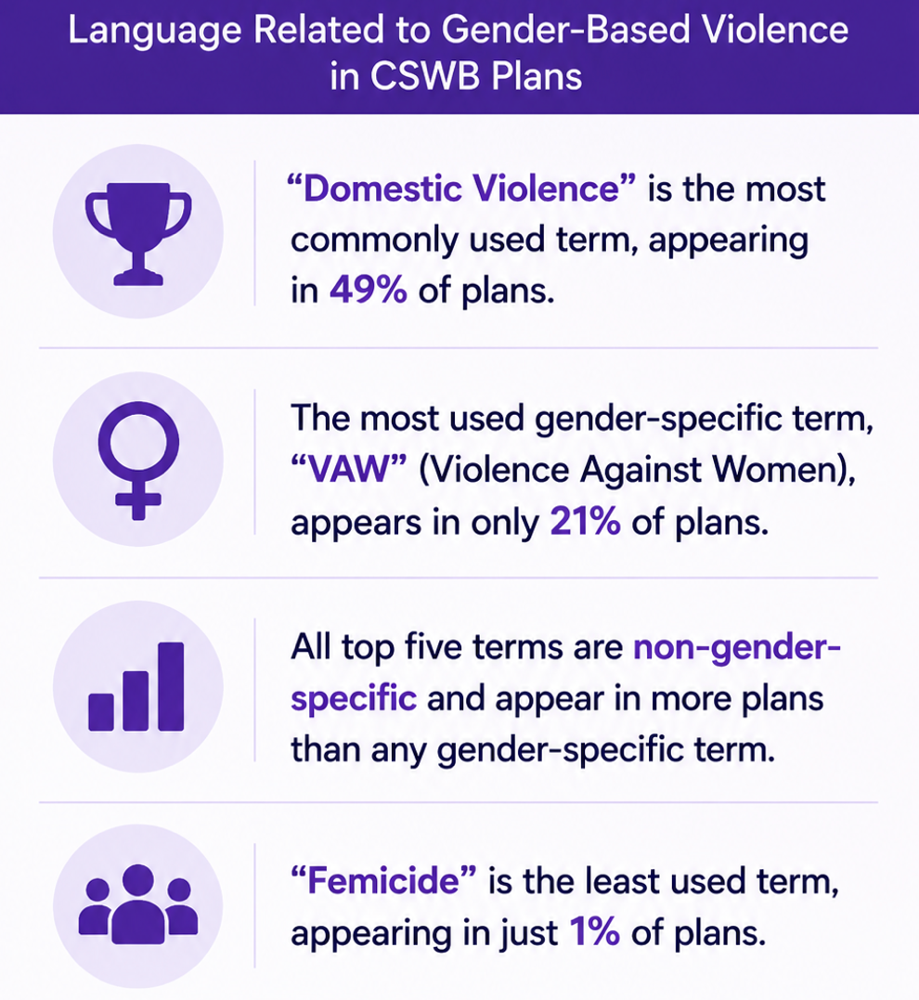 Language Related to Gender-Based Violence
in CSWB Plans
“Domestic Violence” is the most
commonly used term, appearing
in 49% of plans.
The most used gender-specific term,
“VAW” (Violence Against Women),
appears in only 21% of plans.
All top five terms are non-gender-
specific and appear in more plans
than any gender-specific term.
“Femicide” is the least used term,
appearing in just 1% of plans.